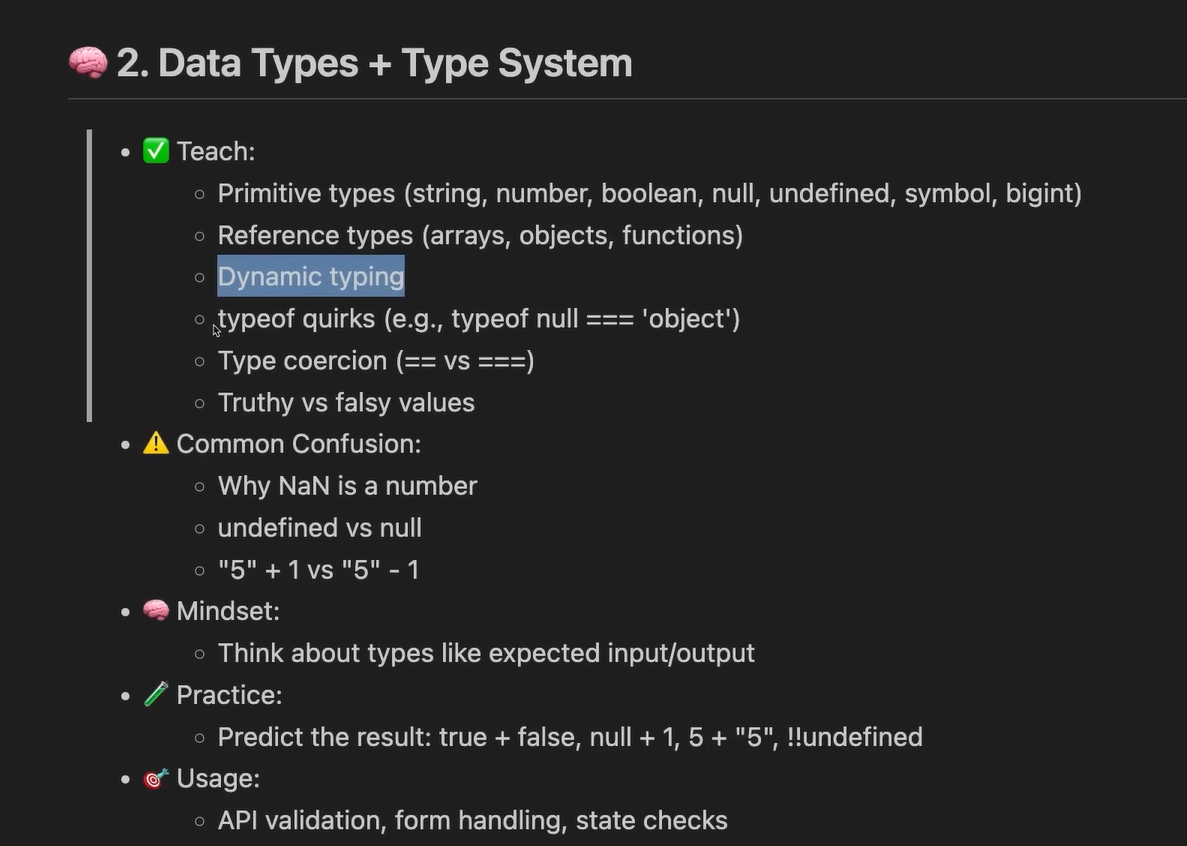 🧠 2. Data Types + Type System
• ✅ Teach:
○ Primitive types (string, number, boolean, null, undefined, symbol, bigint)
○ Reference types (arrays, objects, functions)
○ Dynamic typing
○ typeof quirks (e.g., typeof null === 'object')
○ Type coercion (== vs ===)
○ Truthy vs falsy values
• ⚠️ Common Confusion:
○ Why NaN is a number
○ undefined vs null
○ "5" + 1 vs "5" - 1
• 🧠 Mindset:
○ Think about types like expected input/output
• 🧪 Practice:
○ Predict the result: true + false, null + 1, 5 + "5", !!undefined
• 🎯 Usage:
○ API validation, form handling, state checks